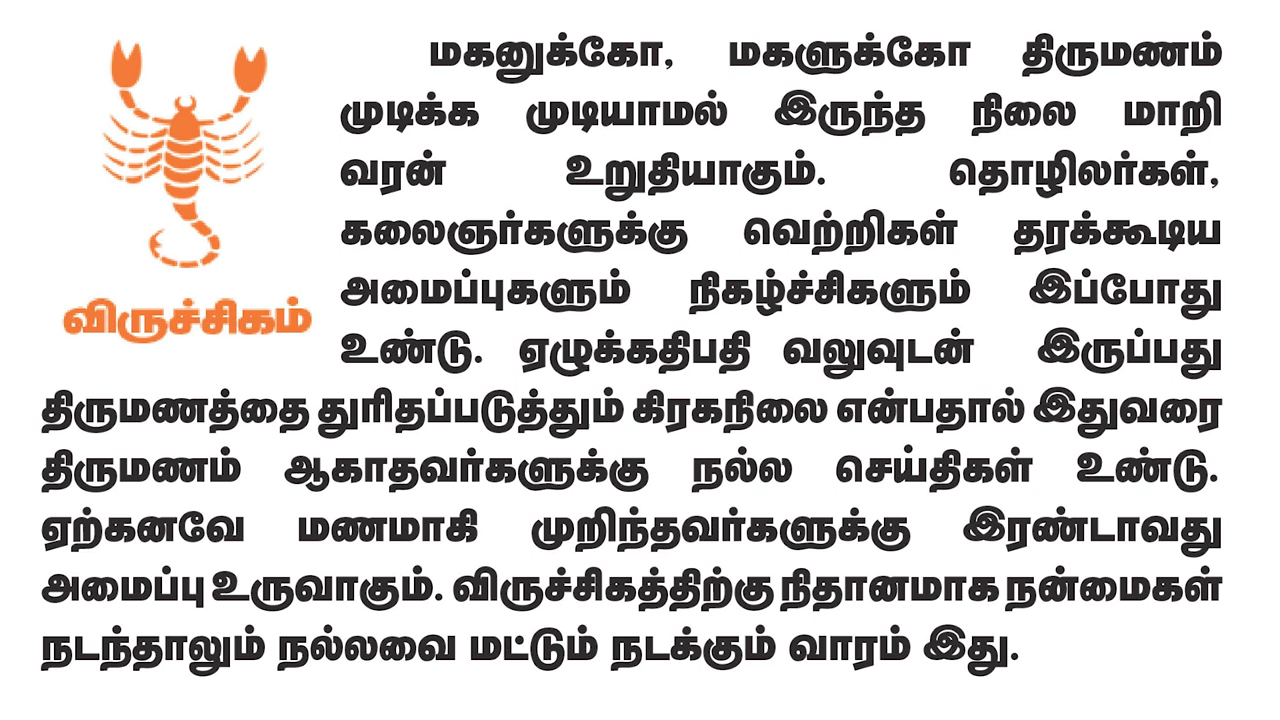 மகனுக்கோ, மகளுக்கோ திருமணம்
முடிக்க முடியாமல் இருந்த நிலை மாறி
வரன் உறுதியாகும். தொழிலர்கள்,
கலைஞர்களுக்கு வெற்றிகள் தரக்கூடிய
அமைப்புகளும் நிகழ்ச்சிகளும் இப்போது
உண்டு. ஏழுக்கதிபதி வலுவுடன் இருப்பது
விருச்சிகம்
திருமணத்தை துரிதப்படுத்தும் கிரகநிலை என்பதால் இதுவரை
திருமணம் ஆகாதவர்களுக்கு நல்ல செய்திகள் உண்டு.
ஏற்கனவே மணமாகி முறிந்தவர்களுக்கு இரண்டாவது
அமைப்பு உருவாகும். விருச்சிகத்திற்கு நிதானமாக நன்மைகள்
நடந்தாலும் நல்லவை மட்டும் நடக்கும் வாரம் இது.